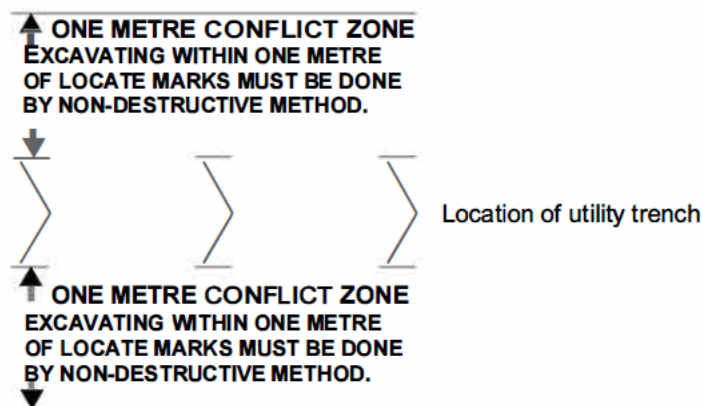 ONE METRE CONFLICT ZONE
EXCAVATING WITHIN ONE METRE
OF LOCATE MARKS MUST BE DONE
BY NON-DESTRUCTIVE METHOD.
Location of utility trench
ONE METRE CONFLICT ZONE
EXCAVATING WITHIN ONE METRE
OF LOCATE MARKS MUST BE DONE
BY NON-DESTRUCTIVE METHOD.